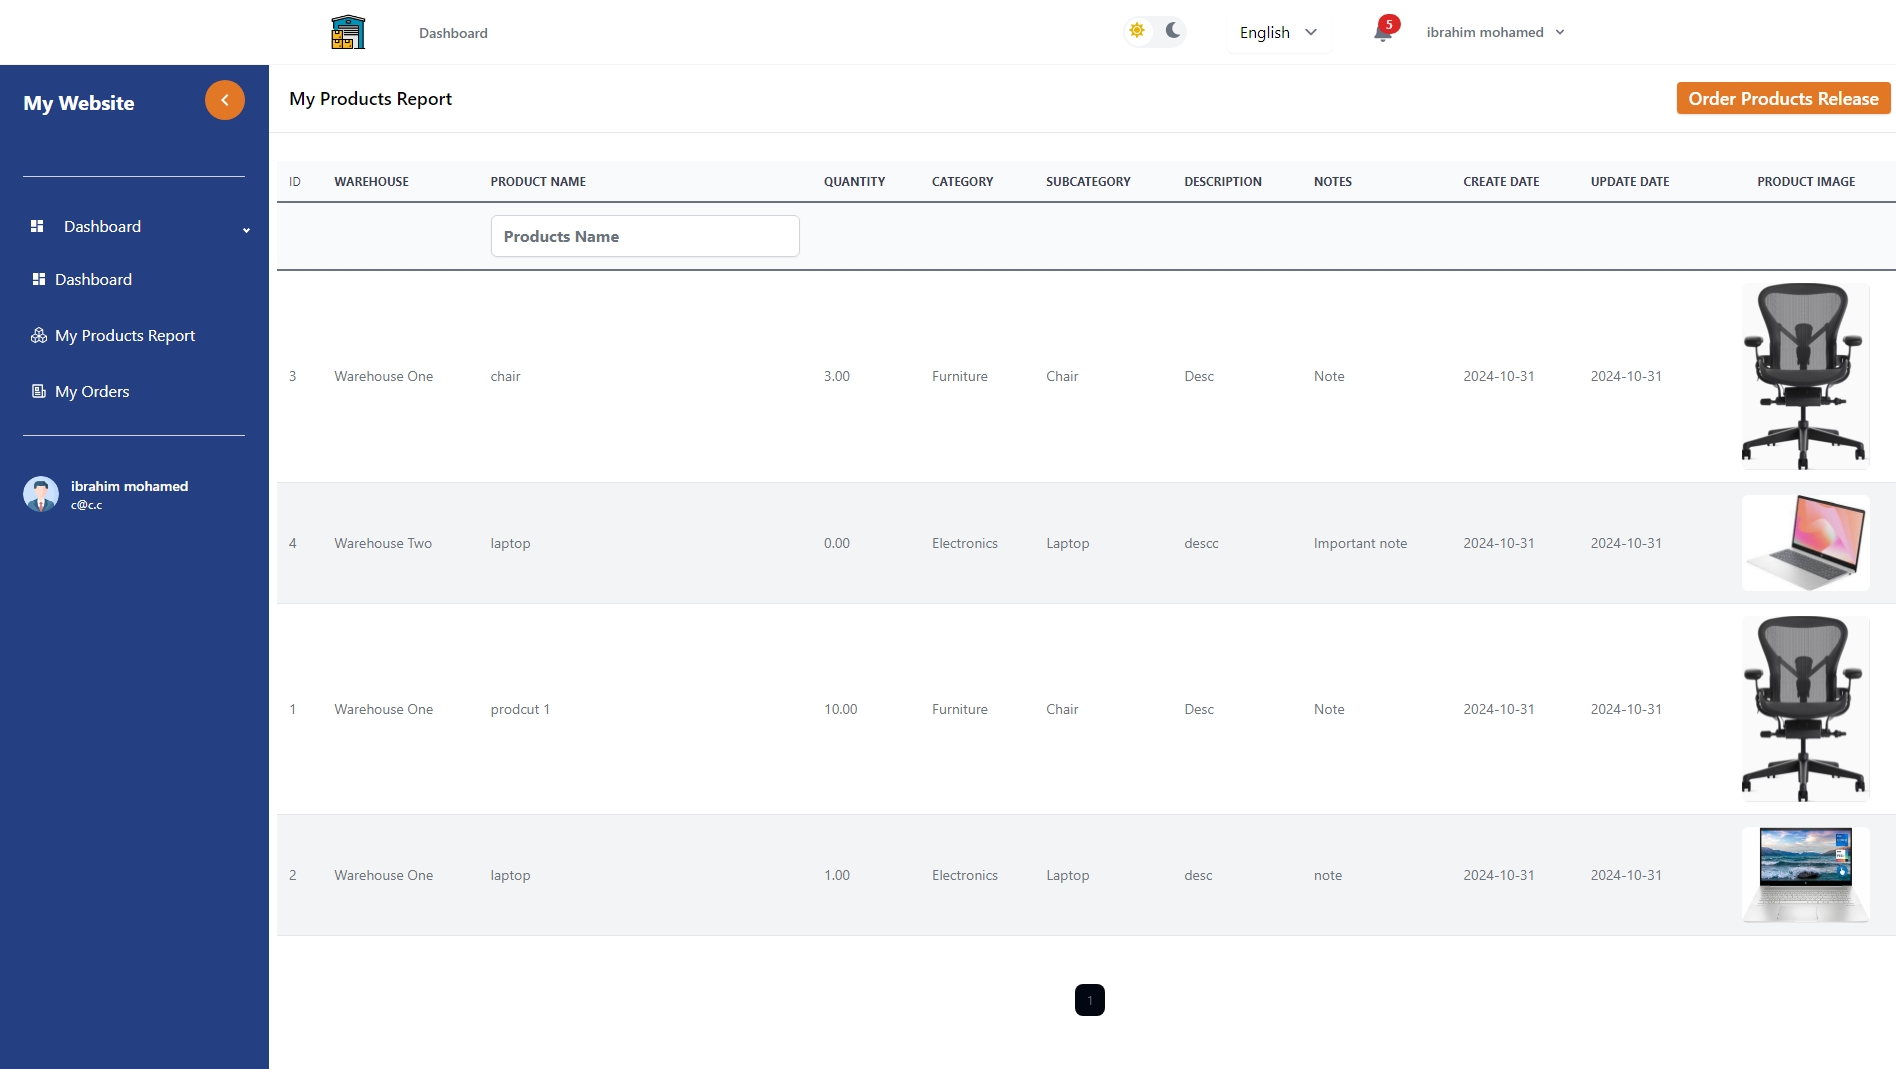 Dashboard
English
5
ibrahim mohamed
My Website
My Products Report
Order Products Release
Dashboard
Dashboard
My Products Report
My Orders
ibrahim mohamed
c@c.c
ID WAREHOUSE PRODUCT NAME QUANTITY CATEGORY SUBCATEGORY DESCRIPTION NOTES CREATE DATE UPDATE DATE PRODUCT IMAGE
Products Name
3 Warehouse One chair 3.00 Furniture Chair Desc Note 2024-10-31 2024-10-31
4 Warehouse Two laptop 0.00 Electronics Laptop descc Important note 2024-10-31 2024-10-31
1 Warehouse One prodcut 1 10.00 Furniture Chair Desc Note 2024-10-31 2024-10-31
2 Warehouse One laptop 1.00 Electronics Laptop desc note 2024-10-31 2024-10-31
1